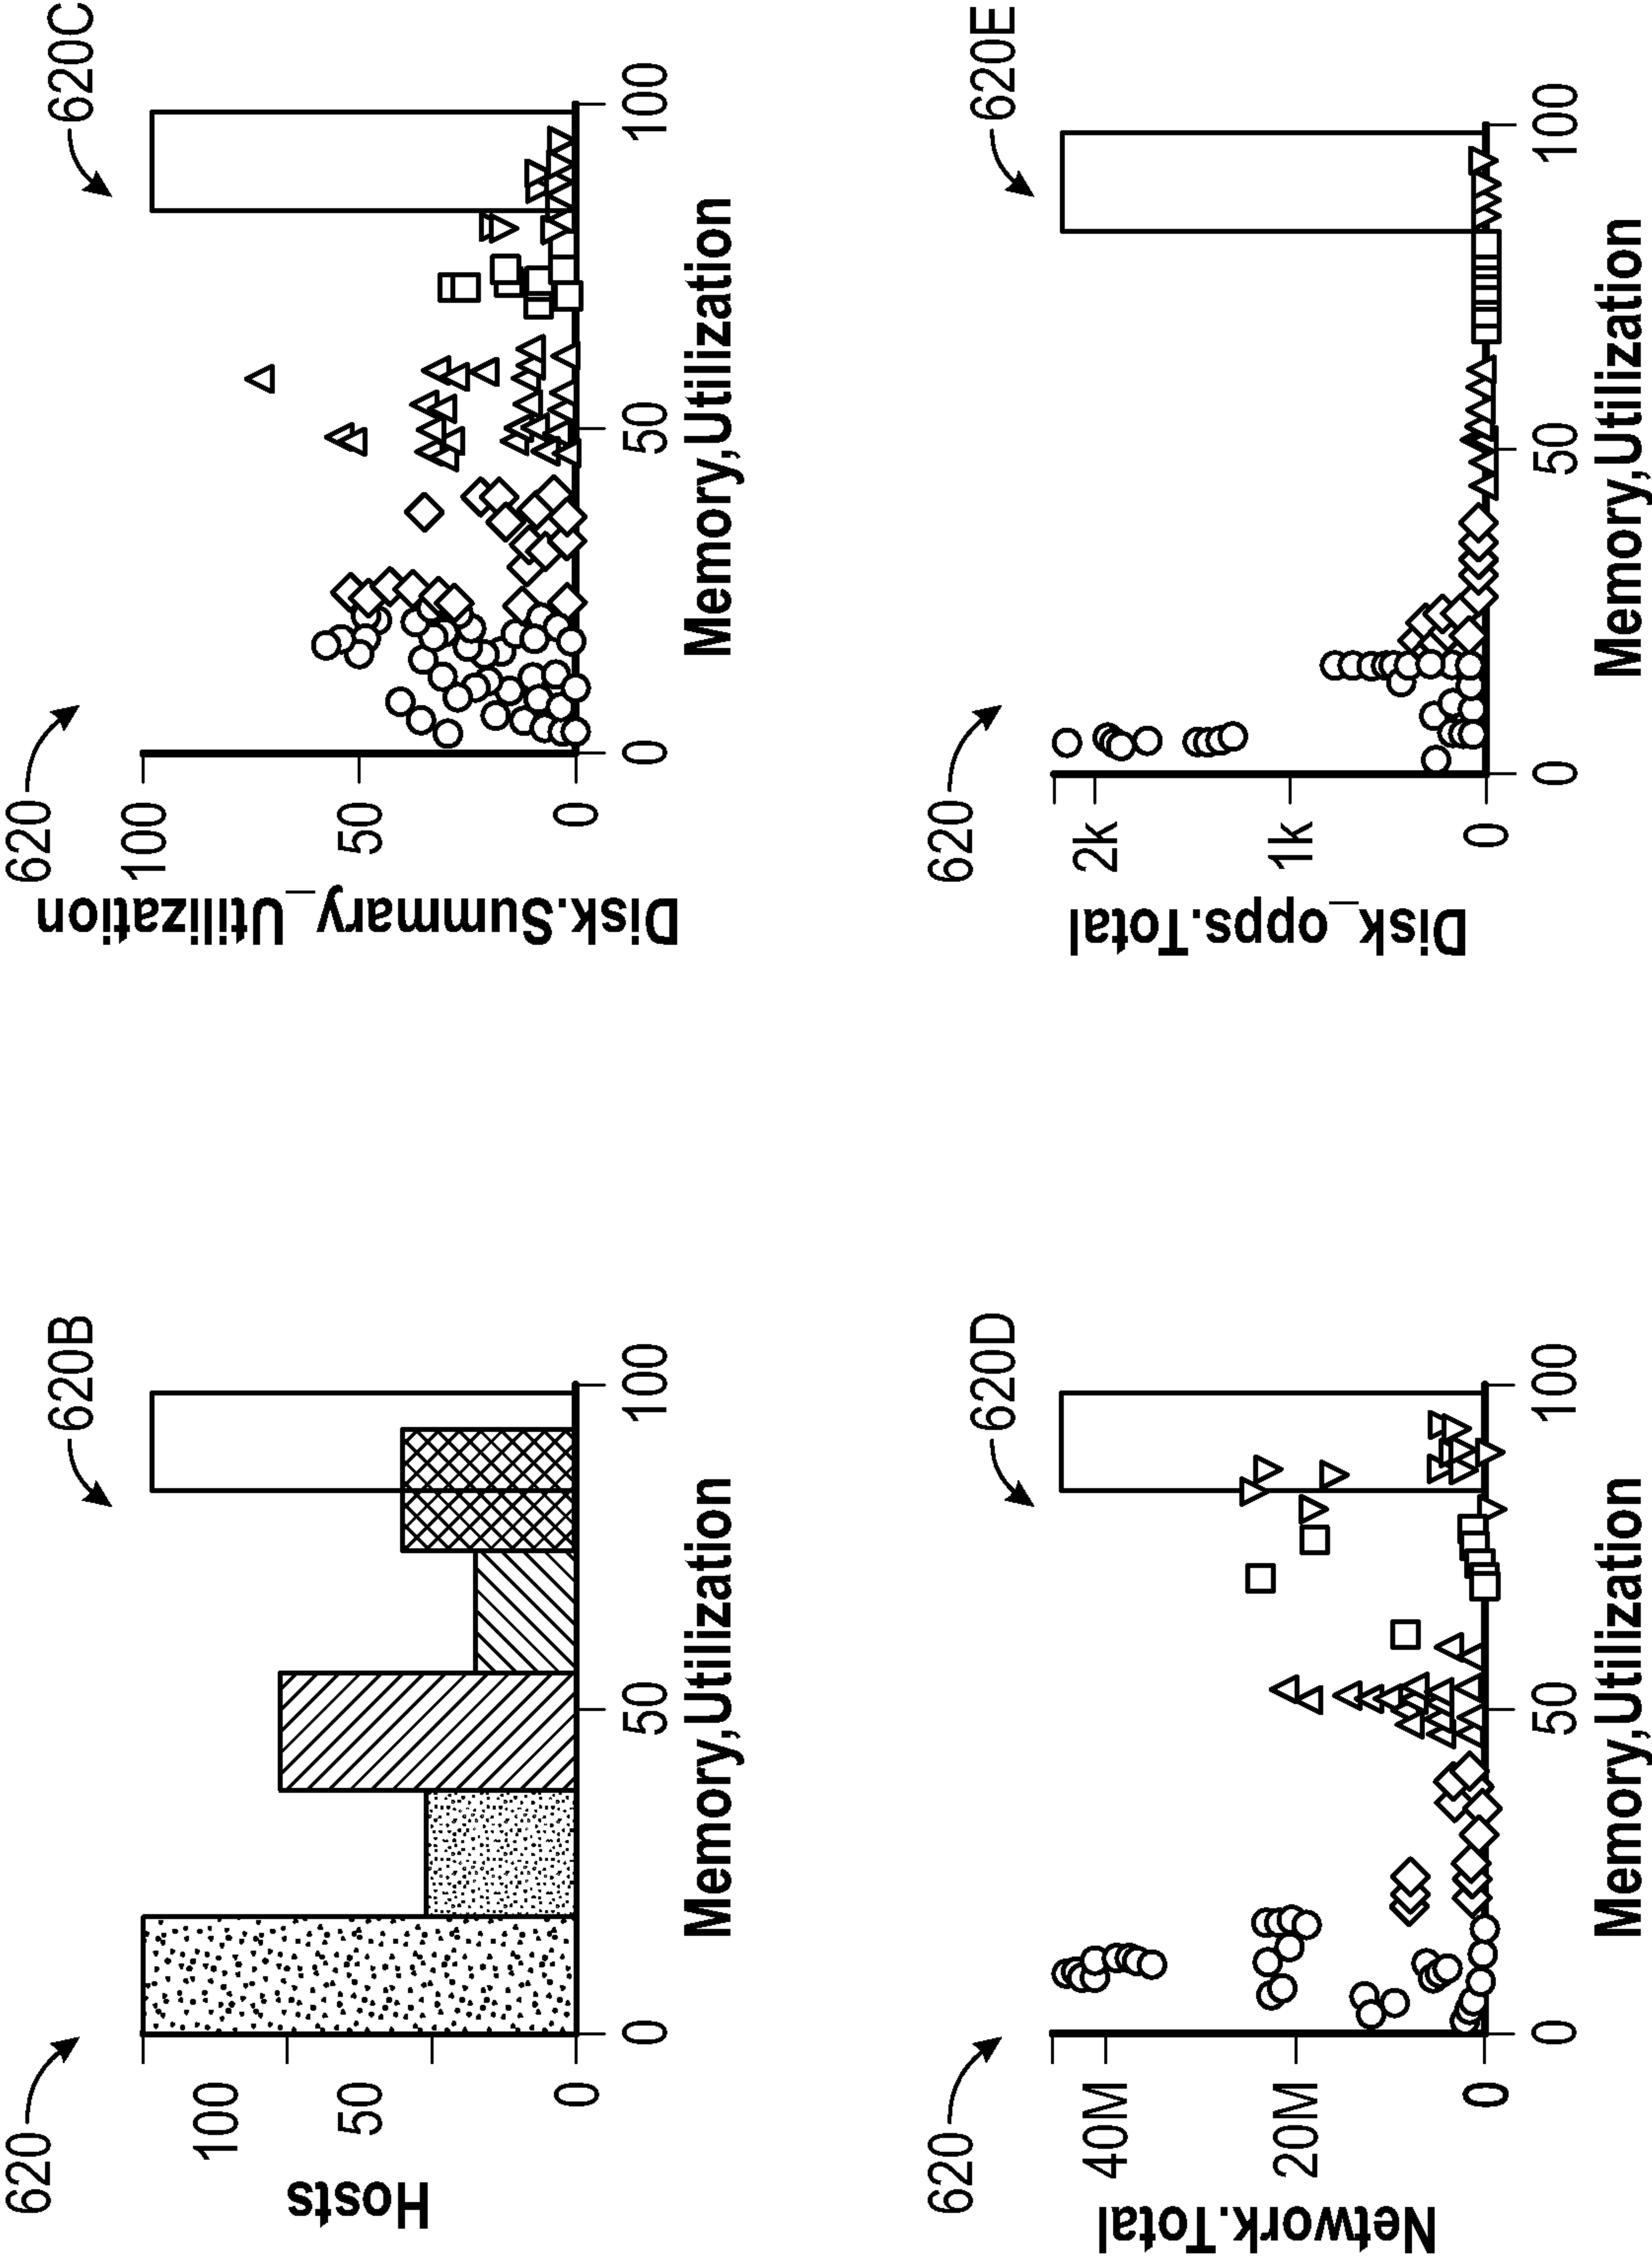 620
620B
Hosts
100
50
0
0
50
100
Memory,Utilization
620
620C
Disk.Summary_Utilization
100
50
0
0
50
100
Memory,Utilization
620
620D
Network.Total
40M
20M
0
0
50
100
Memory,Utilization
620
620E
Disk_opps.Total
2k
1k
0
0
50
100
Memory,Utilization